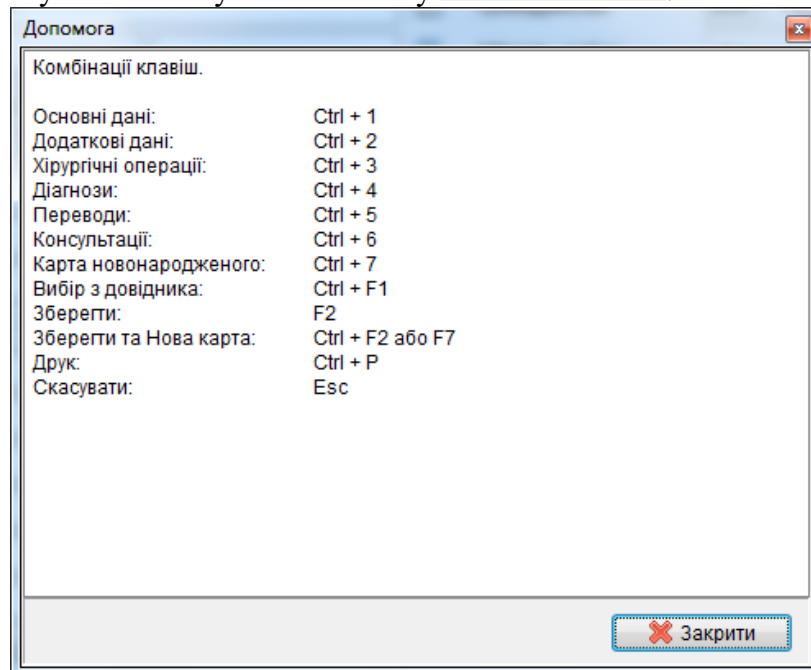 Допомога
Комбінації клавіш.
Основні дані: Ctrl + 1
Додаткові дані: Ctrl + 2
Хірургічні операції: Ctrl + 3
Діагнози: Ctrl + 4
Переводи: Ctrl + 5
Консультації: Ctrl + 6
Карта новонародженого: Ctrl + 7
Вибір з довідника: Ctrl + F1
Зберегти: F2
Зберегти та Нова карта: Ctrl + F2 або F7
Друк: Ctrl + P
Скасувати: Esc
Закрити